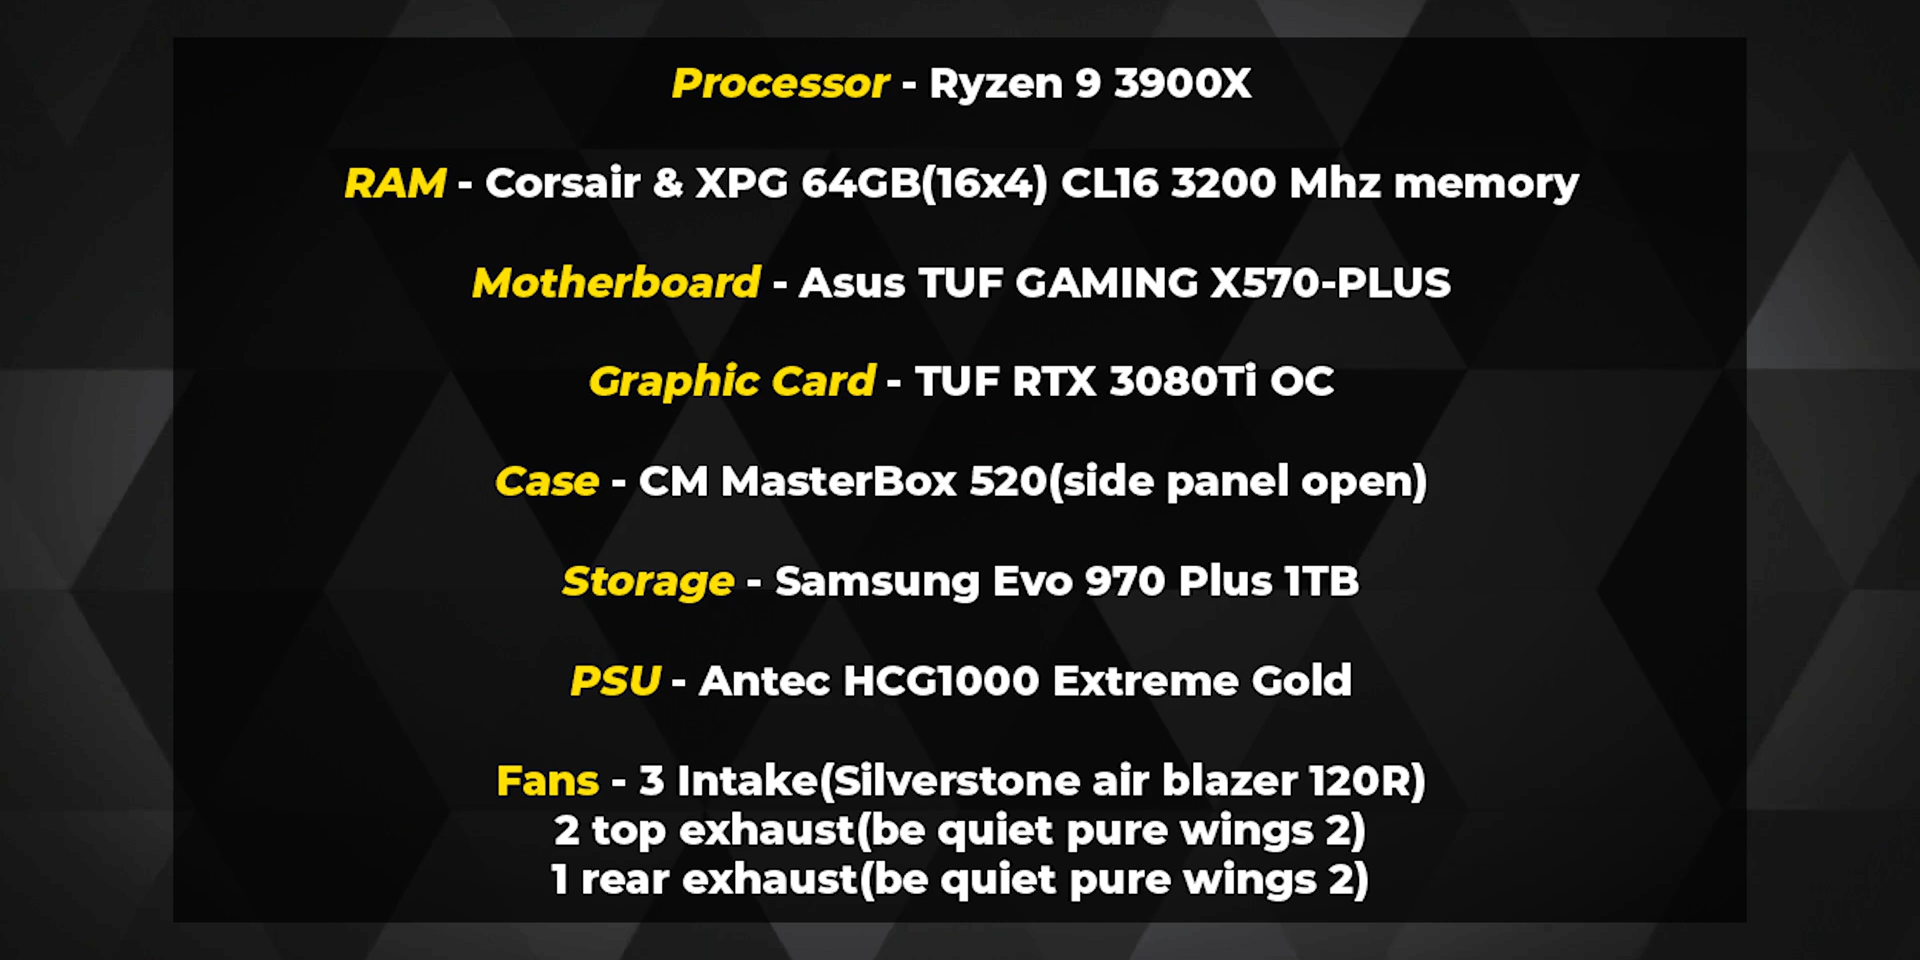 Processor - Ryzen 9 3900X
RAM - Corsair & XPG 64GB(16x4) CL16 3200 Mhz memory
Motherboard - Asus TUF GAMING X570-PLUS
Graphic Card - TUF RTX 3080Ti OC
Case - CM MasterBox 520(side panel open)
Storage - Samsung Evo 970 Plus 1TB
PSU - Antec HCG1000 Extreme Gold
Fans - 3 Intake(Silverstone air blazer 120R)
2 top exhaust(be quiet pure wings 2)
1 rear exhaust(be quiet pure wings 2)